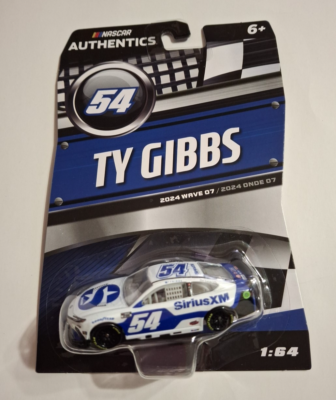 NASCAR
AUTHENTICS
6+
54
TY GIBBS
2024 WAVE 07 / 2024 ONDE 07
54
SiriusXM
54
1:64